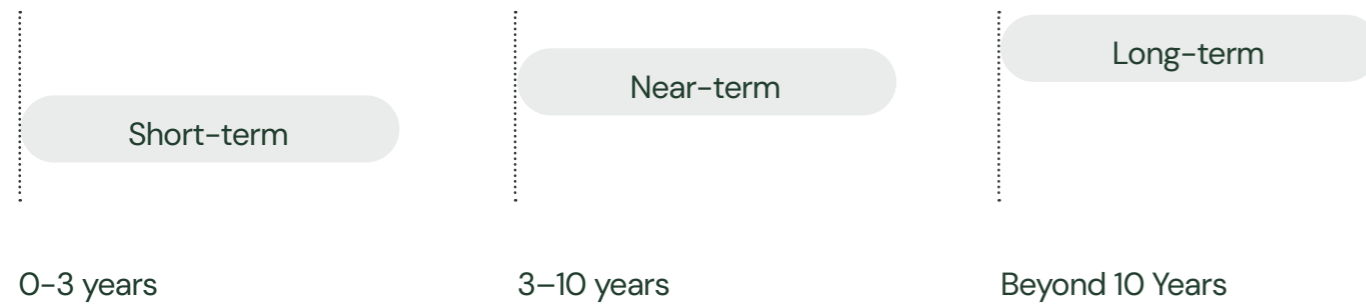 Long-term
Near-term
Short-term
0–3 years
3–10 years
Beyond 10 Years